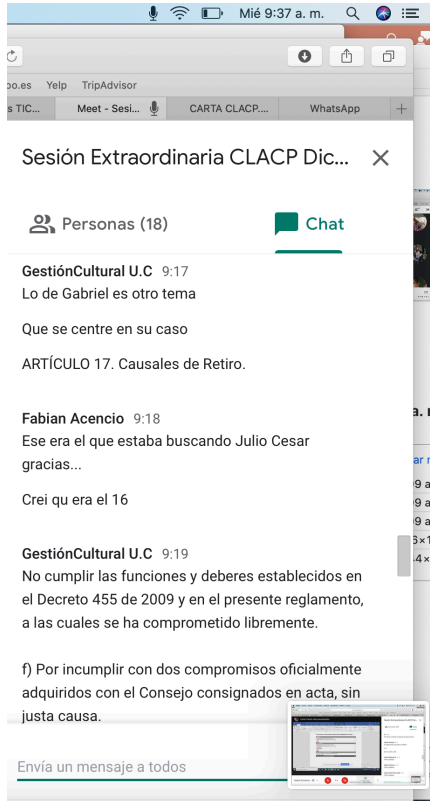 Mié 9:37 a. m.
oo.es Yelp TripAdvisor
s TIC... Meet - Sesi... CARTA CLACP.... WhatsApp +
Sesión Extraordinaria CLACP Dic...
Personas (18) Chat
GestiónCultural U.C 9:17
Lo de Gabriel es otro tema
Que se centre en su caso
ARTÍCULO 17. Causales de Retiro.
Fabian Acencio 9:18
Ese era el que estaba buscando Julio Cesar
gracias...
Crei qu era el 16
GestiónCultural U.C 9:19
No cumplir las funciones y deberes establecidos en
el Decreto 455 de 2009 y en el presente reglamento,
a las cuales se ha comprometido libremente.
f) Por incumplir con dos compromisos oficialmente
adquiridos con el Consejo consignados en acta, sin
justa causa.
Envía un mensaje a todos